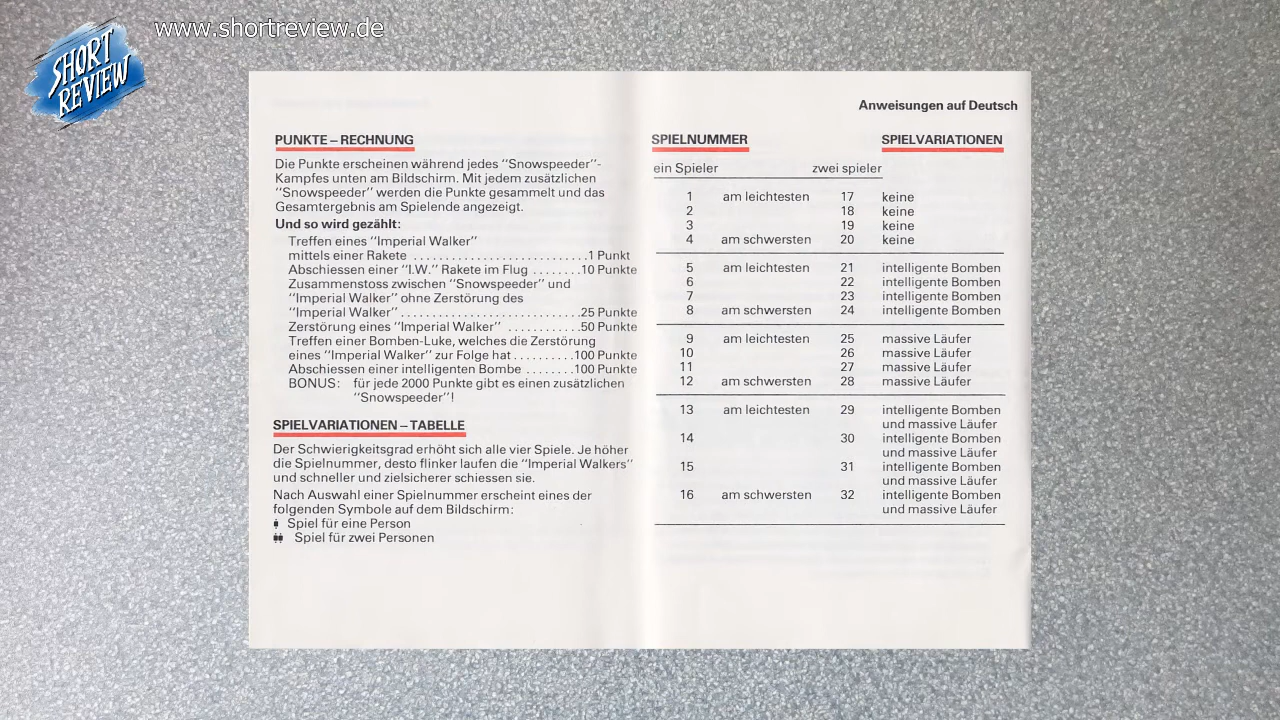 SHORT
REVIEW
www.shortreview.de
PUNKTE – RECHNUNG
Die Punkte erscheinen während jedes ''Snowspeeder''-
Kampfes unten am Bildschirm. Mit jedem zusätzlichen
''Snowspeeder'' werden die Punkte gesammelt und das
Gesamtergebnis am Spielende angezeigt.
Und so wird gezählt:
Treffen eines ''Imperial Walker''
mittels einer Rakete ..........................1 Punkt
Abschiessen einer ''I.W.'' Rakete im Flug .......10 Punkte
Zusammenstoss zwischen ''Snowspeeder'' und
''Imperial Walker'' ohne Zerstörung des
''Imperial Walker'' ...........................25 Punkte
Zerstörung eines ''Imperial Walker'' ...........50 Punkte
Treffen einer Bomben-Luke, welches die Zerstörung
eines ''Imperial Walker'' zur Folge hat .........100 Punkte
Abschiessen einer intelligenten Bombe ........100 Punkte
BONUS: für jede 2000 Punkte gibt es einen zusätzlichen
''Snowspeeder''!
SPIELVARIATIONEN – TABELLE
Der Schwierigkeitsgrad erhöht sich alle vier Spiele. Je höher
die Spielnummer, desto flinker laufen die ''Imperial Walkers''
und schneller und zielsicherer schiessen sie.
Nach Auswahl einer Spielnummer erscheint eines der
folgenden Symbole auf dem Bildschirm:
Spiel für eine Person
Spiel für zwei Personen
Anweisungen auf Deutsch
SPIELNUMMER SPIELVARIATIONEN
ein Spieler zwei spieler
1 am leichtesten 17 keine
2 18 keine
3 19 keine
4 am schwersten 20 keine
5 am leichtesten 21 intelligente Bomben
6 22 intelligente Bomben
7 23 intelligente Bomben
8 am schwersten 24 intelligente Bomben
9 am leichtesten 25 massive Läufer
10 26 massive Läufer
11 27 massive Läufer
12 am schwersten 28 massive Läufer
13 am leichtesten 29 intelligente Bomben
und massive Läufer
14 30 intelligente Bomben
und massive Läufer
15 31 intelligente Bomben
und massive Läufer
16 am schwersten 32 intelligente Bomben
und massive Läufer